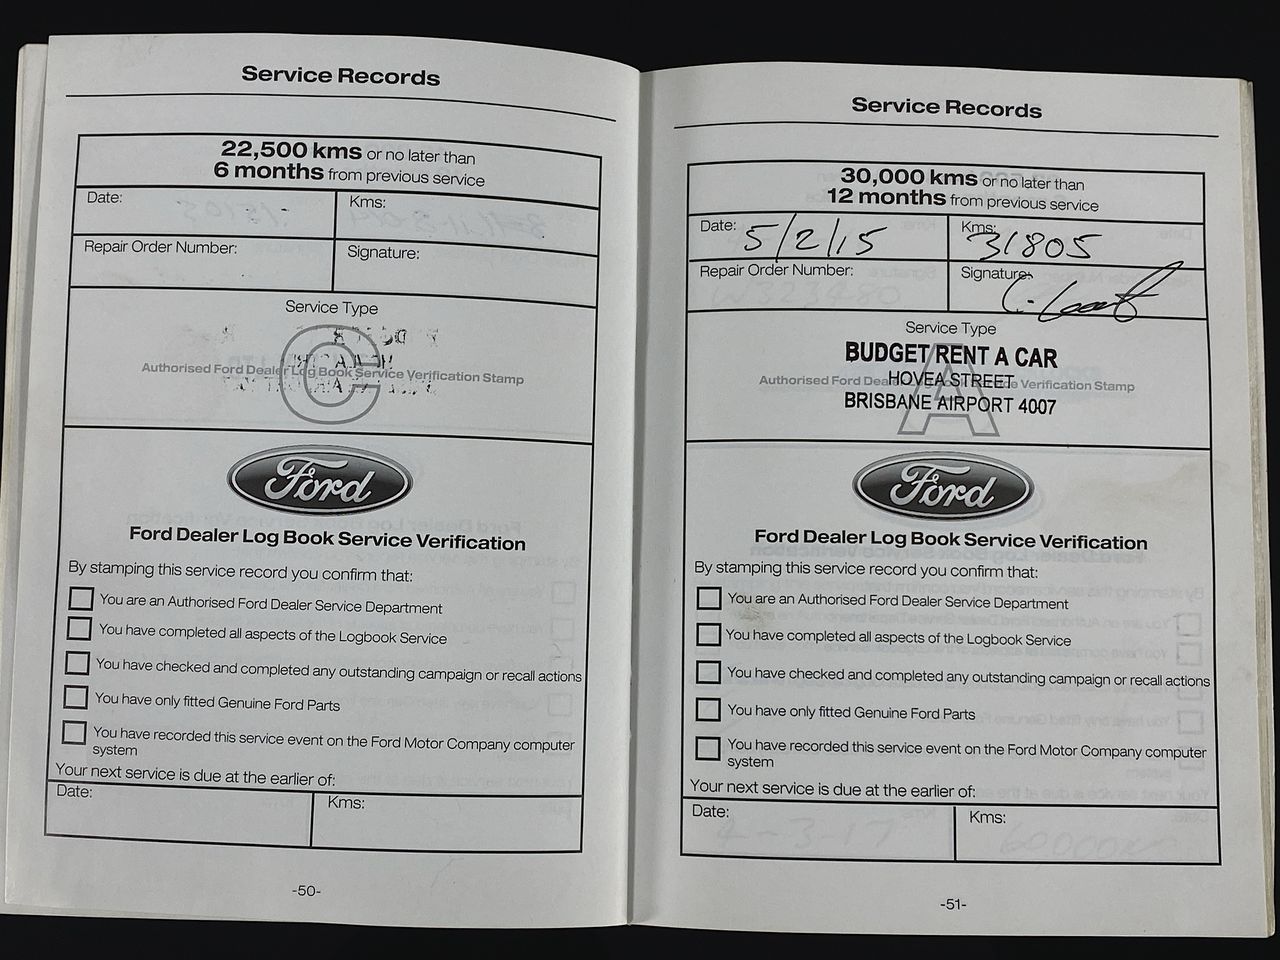 Service Records
22,500 kms or no later than
6 months from previous service
Date:
Kms:
Repair Order Number:
Signature:
Service Type
C
Authorised Ford Dealer Log Book Service Verification Stamp
Ford
Ford Dealer Log Book Service Verification
By stamping this service record you confirm that:
You are an Authorised Ford Dealer Service Department
You have completed all aspects of the Logbook Service
You have checked and completed any outstanding campaign or recall actions
You have only fitted Genuine Ford Parts
You have recorded this service event on the Ford Motor Company computer
system
Your next service is due at the earlier of:
Date:
Kms:
-50-
Service Records
30,000 kms or no later than
12 months from previous service
Date: 5/2/15
Kms: 31805
Repair Order Number:
Signature:
Service Type
A
BUDGET RENT A CAR
HOVEA STREET
Authorised Ford Dealer Log Book Service Verification Stamp
BRISBANE AIRPORT 4007
Ford
Ford Dealer Log Book Service Verification
By stamping this service record you confirm that:
You are an Authorised Ford Dealer Service Department
You have completed all aspects of the Logbook Service
You have checked and completed any outstanding campaign or recall actions
You have only fitted Genuine Ford Parts
You have recorded this service event on the Ford Motor Company computer
system
Your next service is due at the earlier of:
Date:
Kms:
-51-